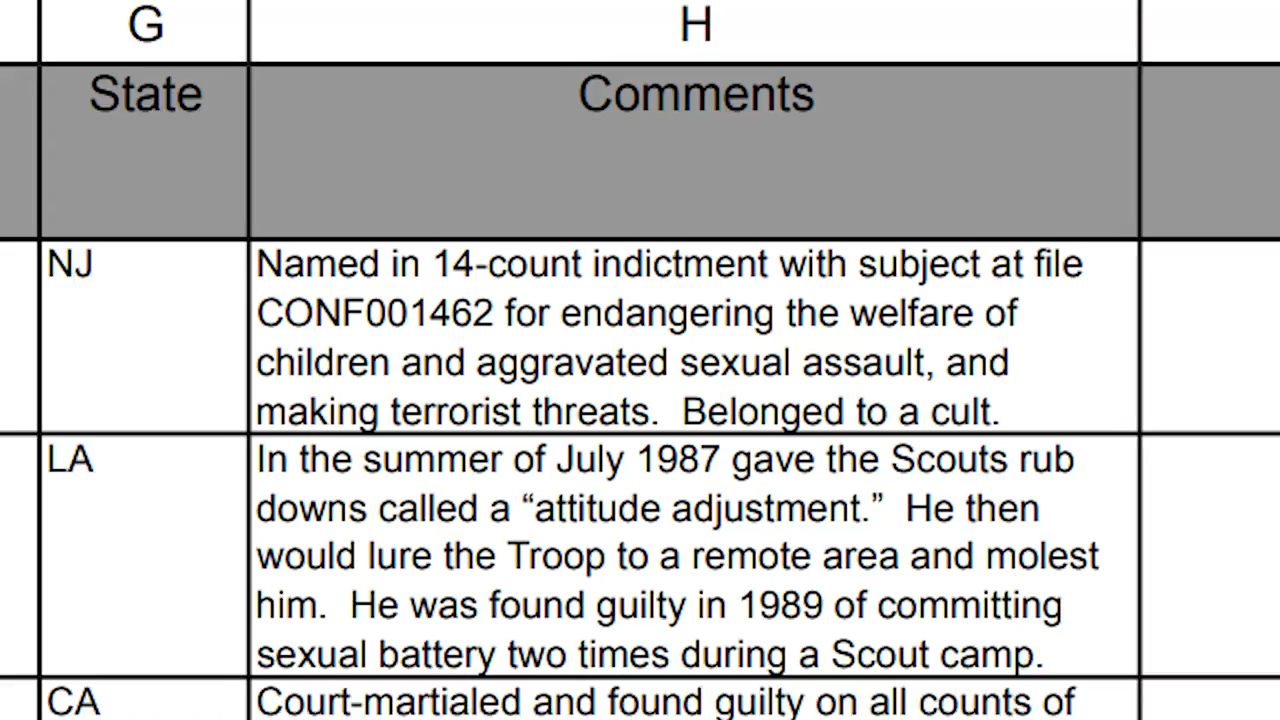 G H
State Comments
NJ Named in 14-count indictment with subject at file
CONF001462 for endangering the welfare of
children and aggravated sexual assault, and
making terrorist threats.  Belonged to a cult.
LA In the summer of July 1987 gave the Scouts rub
downs called a “attitude adjustment.”  He then
would lure the Troop to a remote area and molest
him.  He was found guilty in 1989 of committing
sexual battery two times during a Scout camp.
CA Court-martialed and found guilty on all counts of